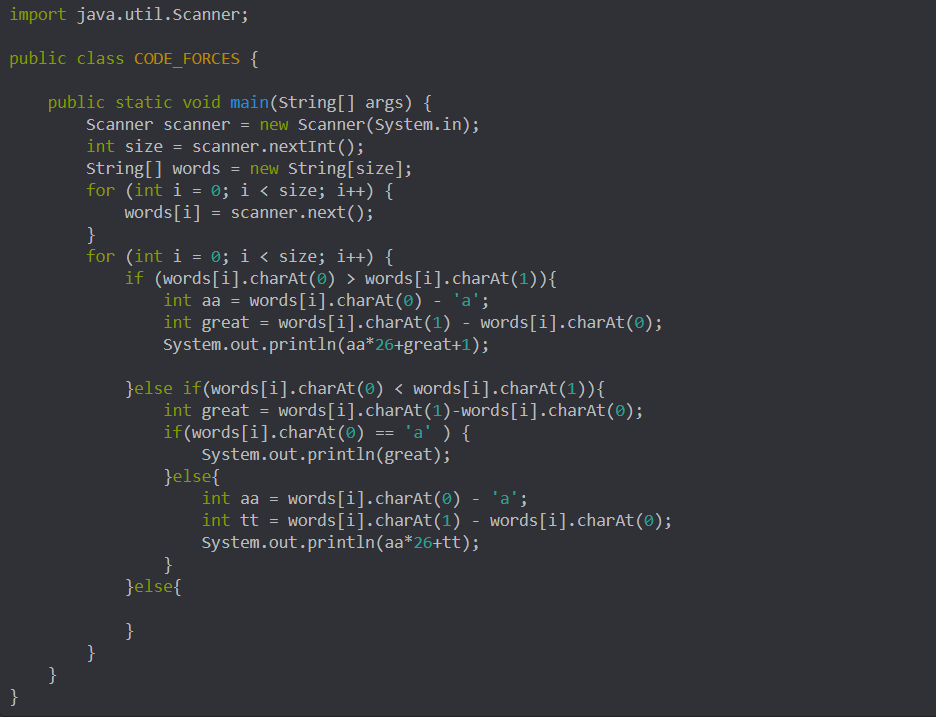 import java.util.Scanner;
public class CODE_FORCES {
public static void main(String[] args) {
Scanner scanner = new Scanner(System.in);
int size = scanner.nextInt();
String[] words = new String[size];
for (int i = 0; i < size; i++) {
words[i] = scanner.next();
}
for (int i = 0; i < size; i++) {
if (words[i].charAt(0) > words[i].charAt(1)){
int aa = words[i].charAt(0) - 'a';
int great = words[i].charAt(1) - words[i].charAt(0);
System.out.println(aa*26+great+1);
}else if(words[i].charAt(0) < words[i].charAt(1)){
int great = words[i].charAt(1)-words[i].charAt(0);
if(words[i].charAt(0) == 'a' ) {
System.out.println(great);
}else{
int aa = words[i].charAt(0) - 'a';
int tt = words[i].charAt(1) - words[i].charAt(0);
System.out.println(aa*26+tt);
}
}else{
}
}
}
}